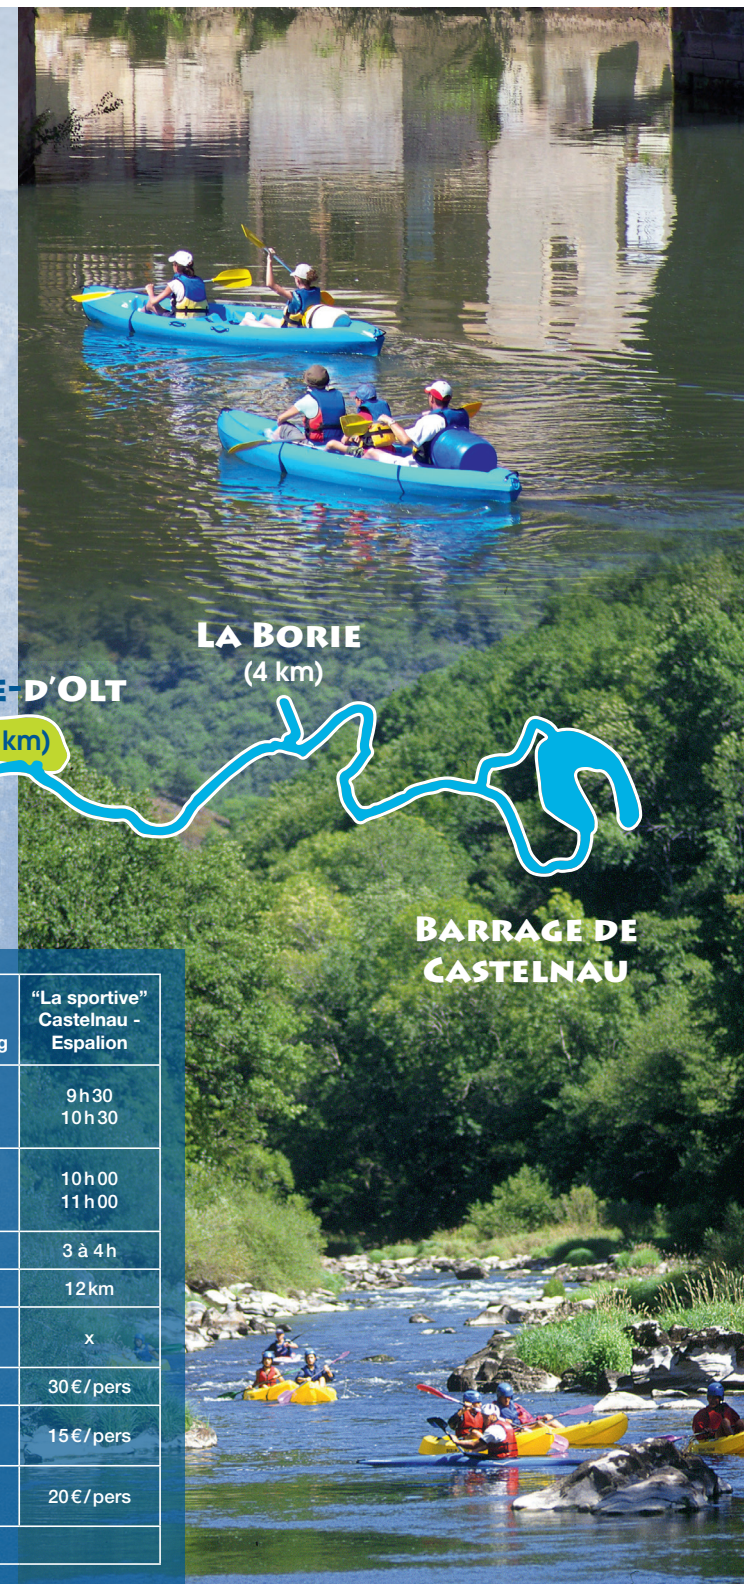 LA BORIE
(4 km)
E-D'OLT
km)
BARRAGE DE
CASTELNAU
g
“La sportive”
Castelnau -
Espalion
9h30
10h30
10h00
11h00
3 à 4h
12km
x
30€/pers
15€/pers
20€/pers